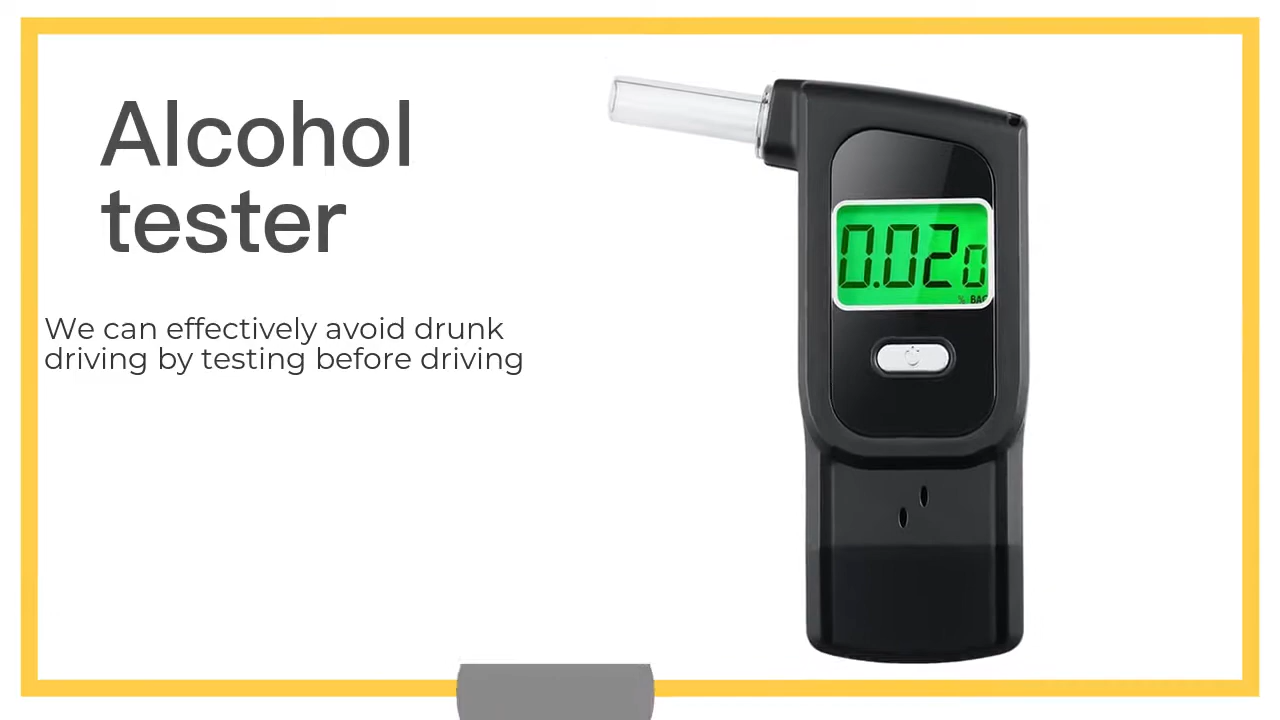 Alcohol
tester
We can effectively avoid drunk
driving by testing before driving
0.020
% BAC